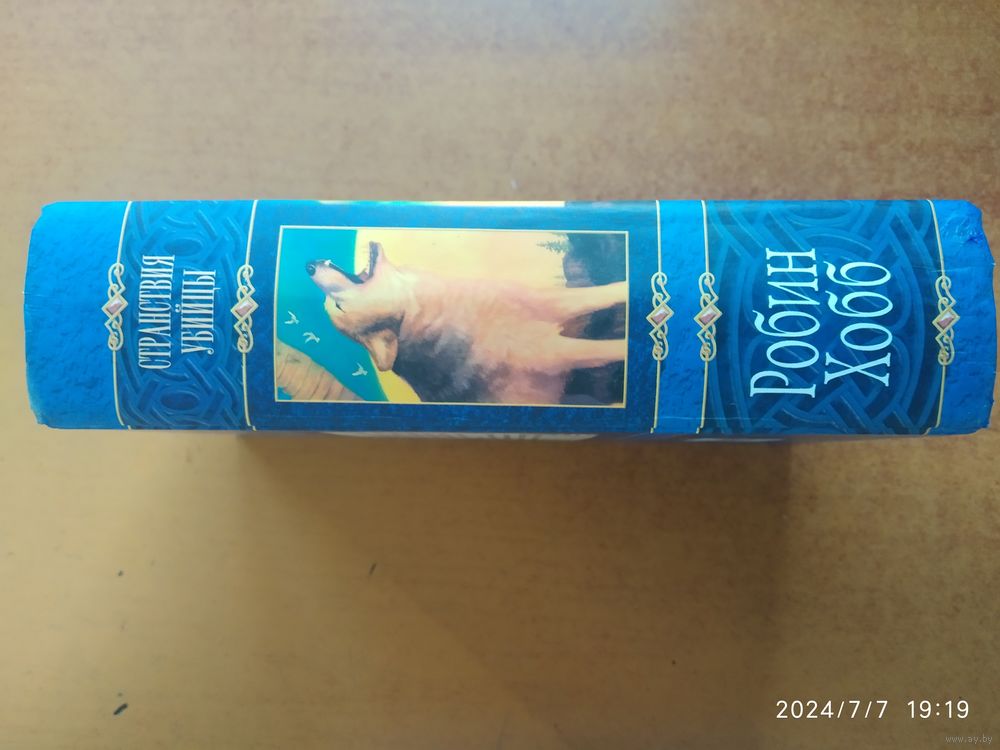 Робин
Хобб
СТРАНСТВИЯ
УБИЙЦЫ
2024/7/7 19:19
www.ay.by